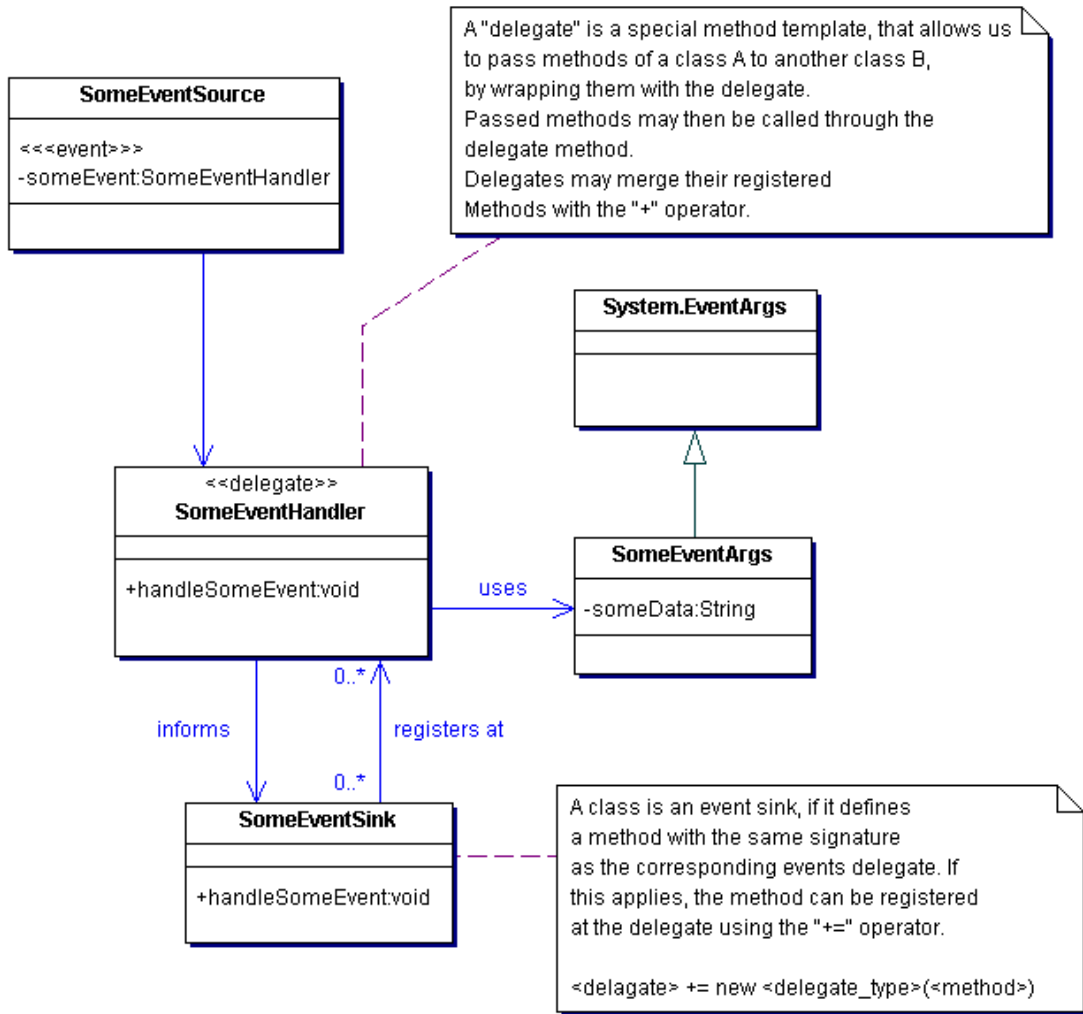 A "delegate" is a special method template, that allows us
to pass methods of a class A to another class B,
by wrapping them with the delegate.
Passed methods may then be called through the
delegate method.
Delegates may merge their registered
Methods with the "+" operator.
SomeEventSource
<<<event>>>
-someEvent:SomeEventHandler
System.EventArgs
<<delegate>>
SomeEventHandler
+handleSomeEvent:void
uses
SomeEventArgs
-someData:String
0..*
informs
registers at
0..*
SomeEventSink
+handleSomeEvent:void
A class is an event sink, if it defines
a method with the same signature
as the corresponding events delegate. If
this applies, the method can be registered
at the delegate using the "+=" operator.
<delagate> += new <delegate_type>(<method>)